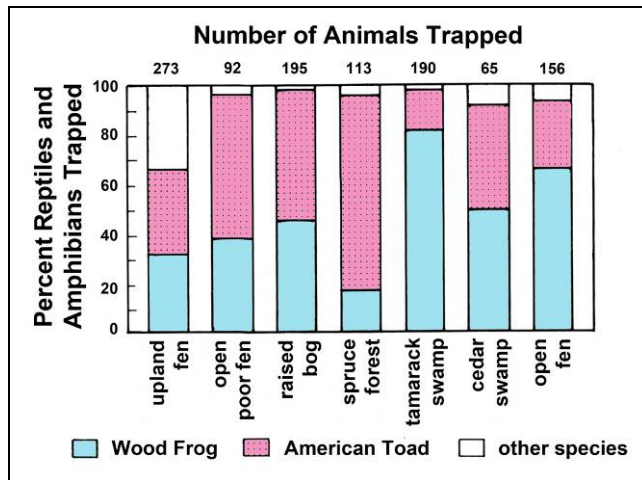 Number of Animals Trapped
273 92 195 113 190 65 156
Percent Reptiles and
Amphibians Trapped
100
80
60
40
20
0
upland
fen
open
poor fen
raised
bog
spruce
forest
tamarack
swamp
cedar
swamp
open
fen
Wood Frog American Toad other species